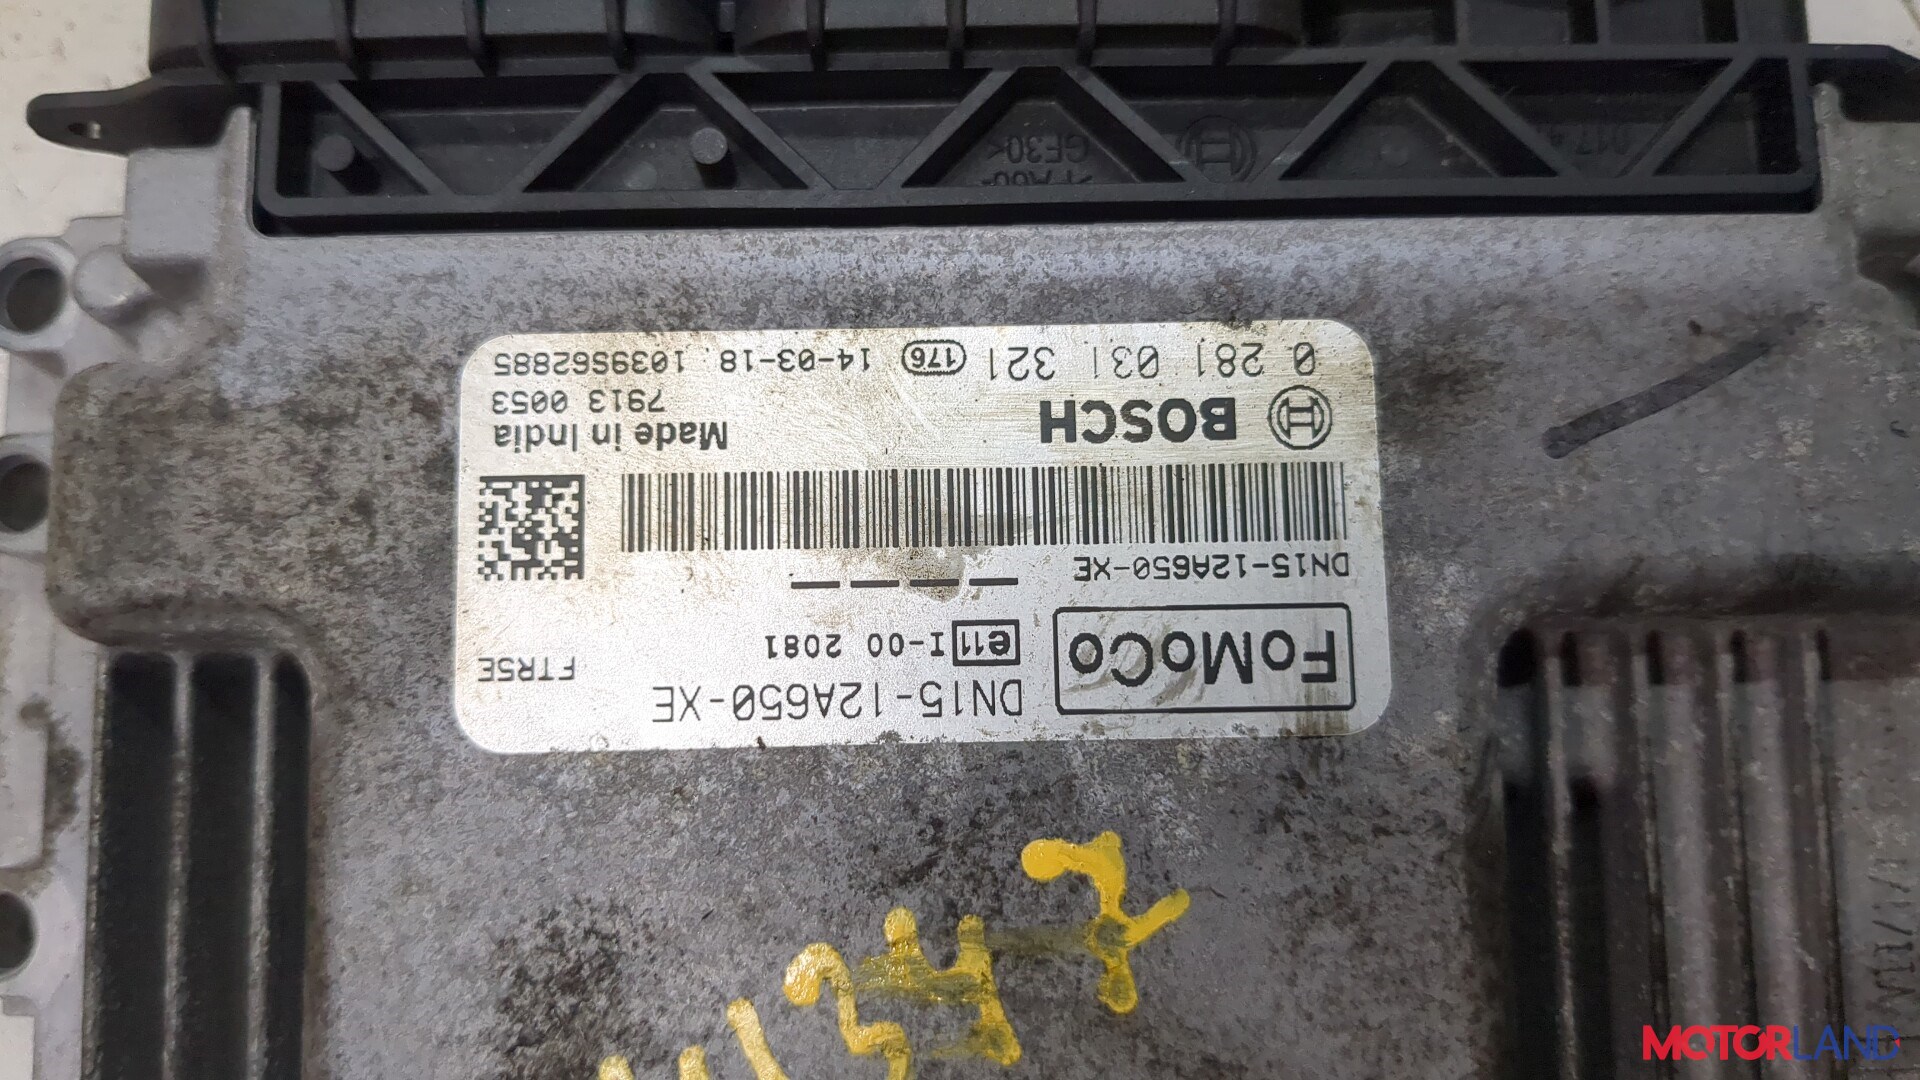 DN15-12A650-XE
FTRSE
FoMoCo
e11 I-00 2081
DN15-12A650-XE
BOSCH
Made in India
7913 0053
0 281 031 321
176
14-03-18 1039S62885
GF30<
MOTORLAND